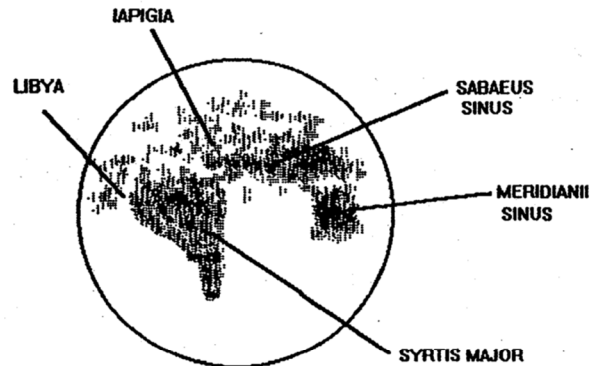 IAPIGIA
LIBYA
SABAEUS
SINUS
MERIDIANII
SINUS
SYRTIS MAJOR